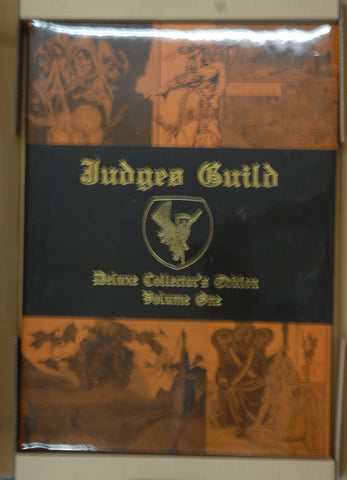 Judges Guild
Deluxe Collector's Edition
Volume One